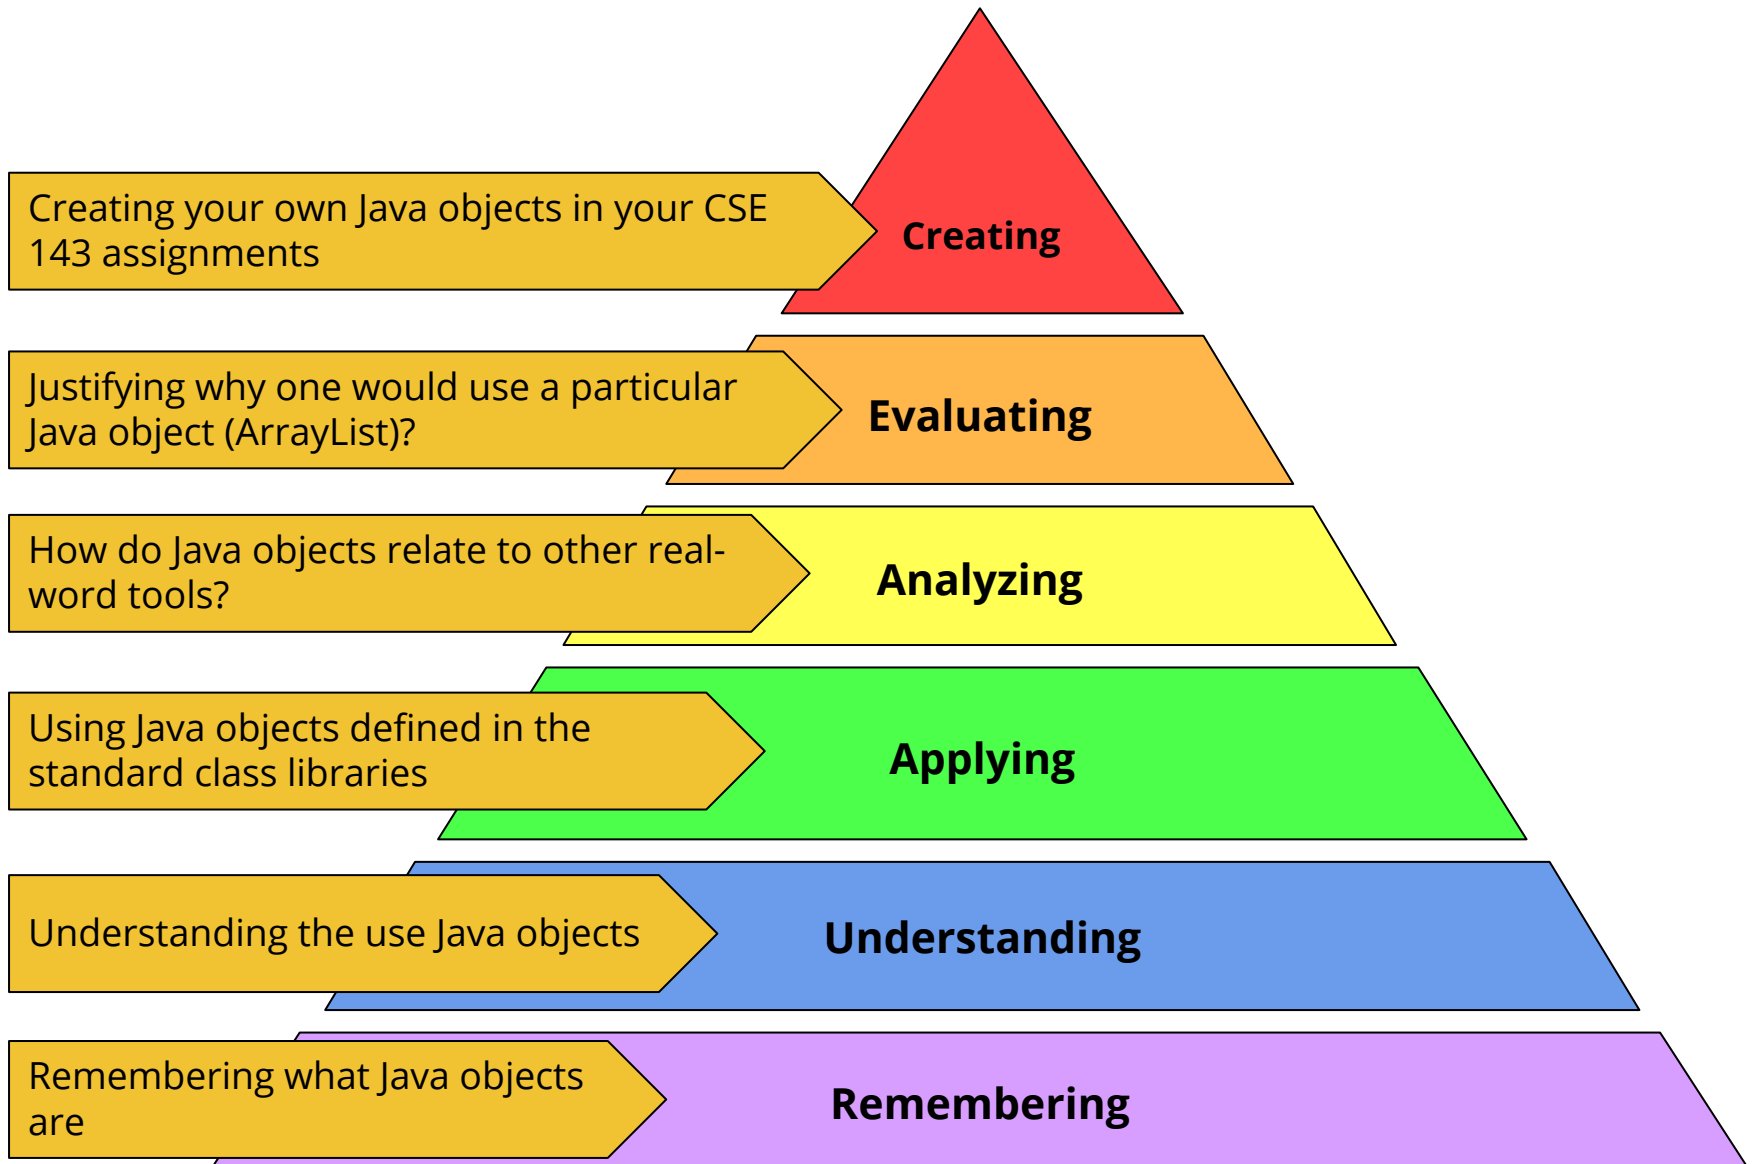 Creating your own Java objects in your CSE
143 assignments
Creating
Justifying why one would use a particular
Java object (ArrayList)?
Evaluating
How do Java objects relate to other real-
word tools?
Analyzing
Using Java objects defined in the
standard class libraries
Applying
Understanding the use Java objects
Understanding
Remembering what Java objects
are
Remembering